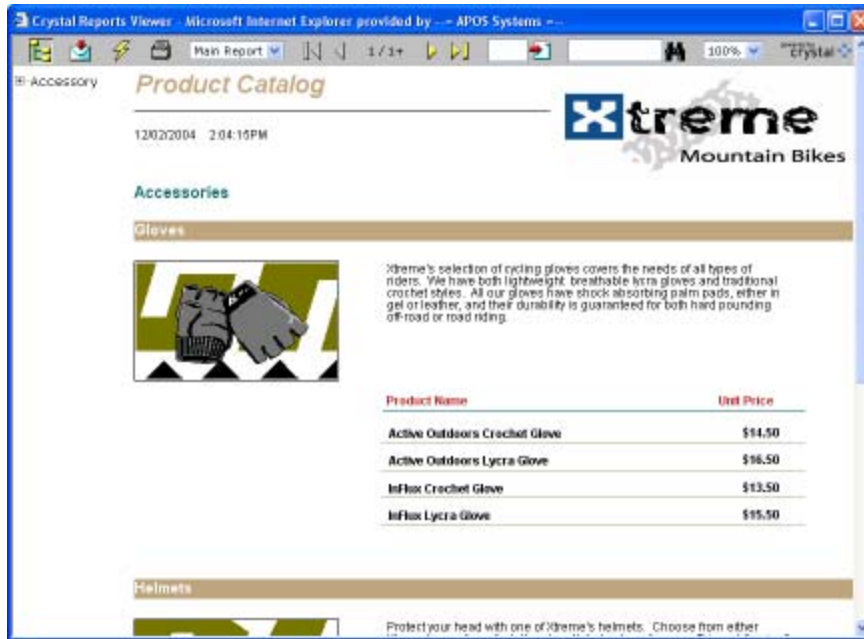 Crystal Reports Viewer - Microsoft Internet Explorer provided by --= APOS Systems =--
Main Report 1 / 1+ 100% crystal
Accessory
Product Catalog
12/02/2004 2:04:15PM
Xtreme
Mountain Bikes
Accessories
Gloves
Xtreme's selection of cycling gloves covers the needs of all types of
riders. We have both lightweight breathable lycra gloves and traditional
crochet styles. All our gloves have shock absorbing palm pads, either in
gel or leather, and their durability is guaranteed for both hard pounding
off-road or road riding.
Product Name Unit Price
Active Outdoors Crochet Glove $14.50
Active Outdoors Lycra Glove $16.50
InFlux Crochet Glove $13.50
InFlux Lycra Glove $15.50
Helmets
Protect your head with one of Xtreme's helmets. Choose from either